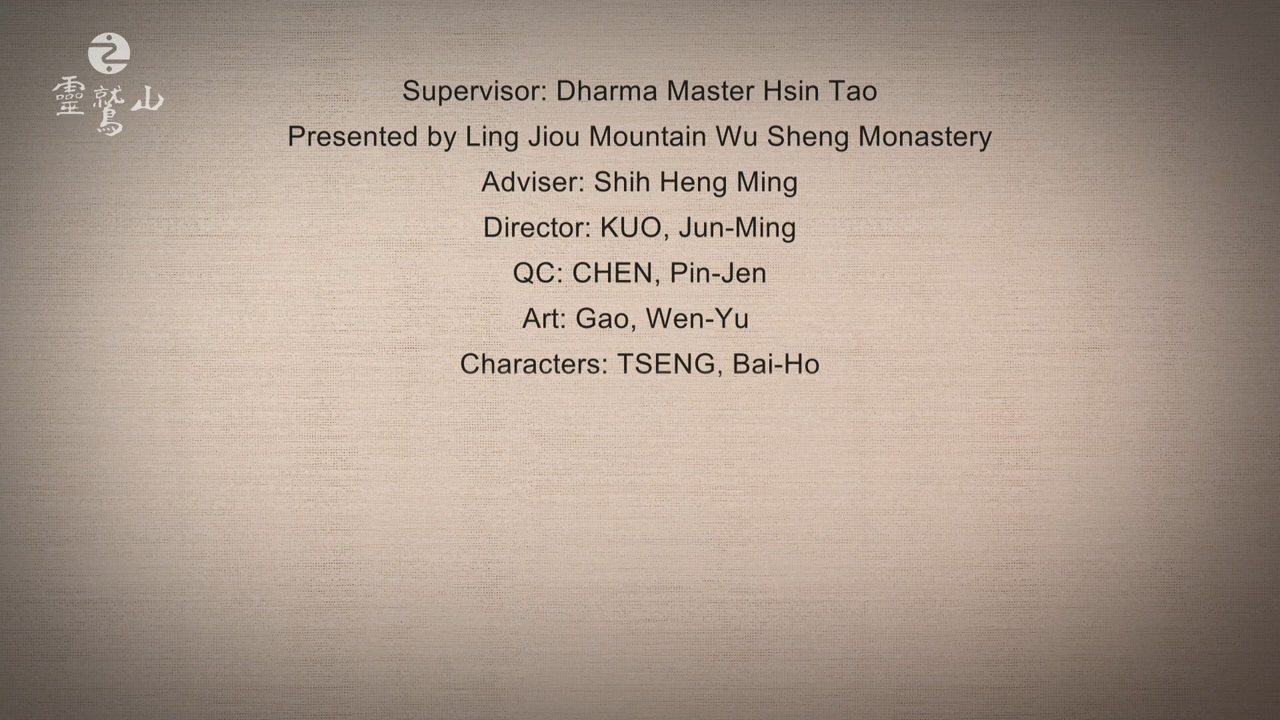 靈鷲山
Supervisor: Dharma Master Hsin Tao
Presented by Ling Jiou Mountain Wu Sheng Monastery
Adviser: Shih Heng Ming
Director: KUO, Jun-Ming
QC: CHEN, Pin-Jen
Art: Gao, Wen-Yu
Characters: TSENG, Bai-Ho